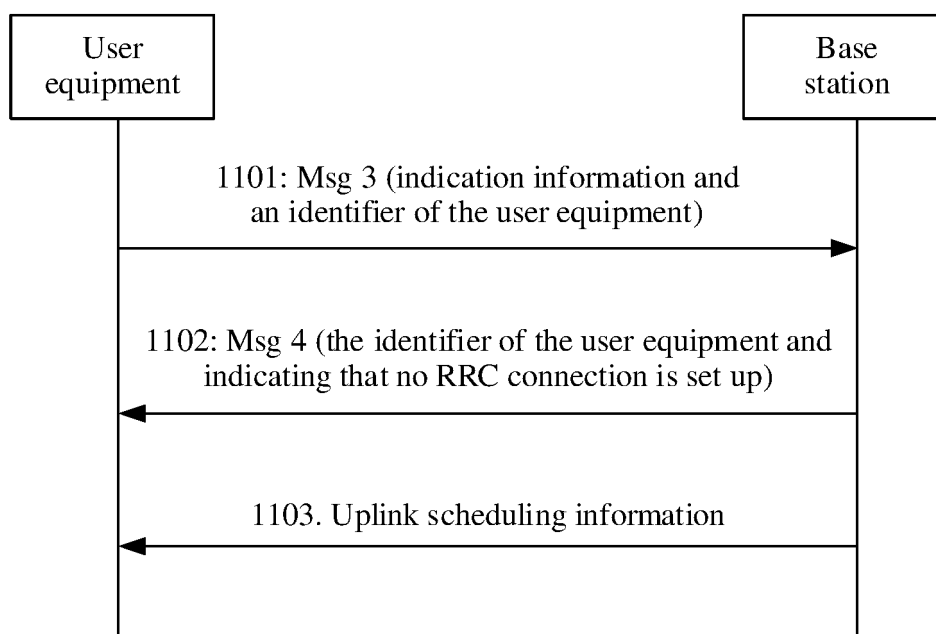 User
equipment
Base
station
1101: Msg 3 (indication information and
an identifier of the user equipment)
1102: Msg 4 (the identifier of the user equipment and
indicating that no RRC connection is set up)
1103. Uplink scheduling information